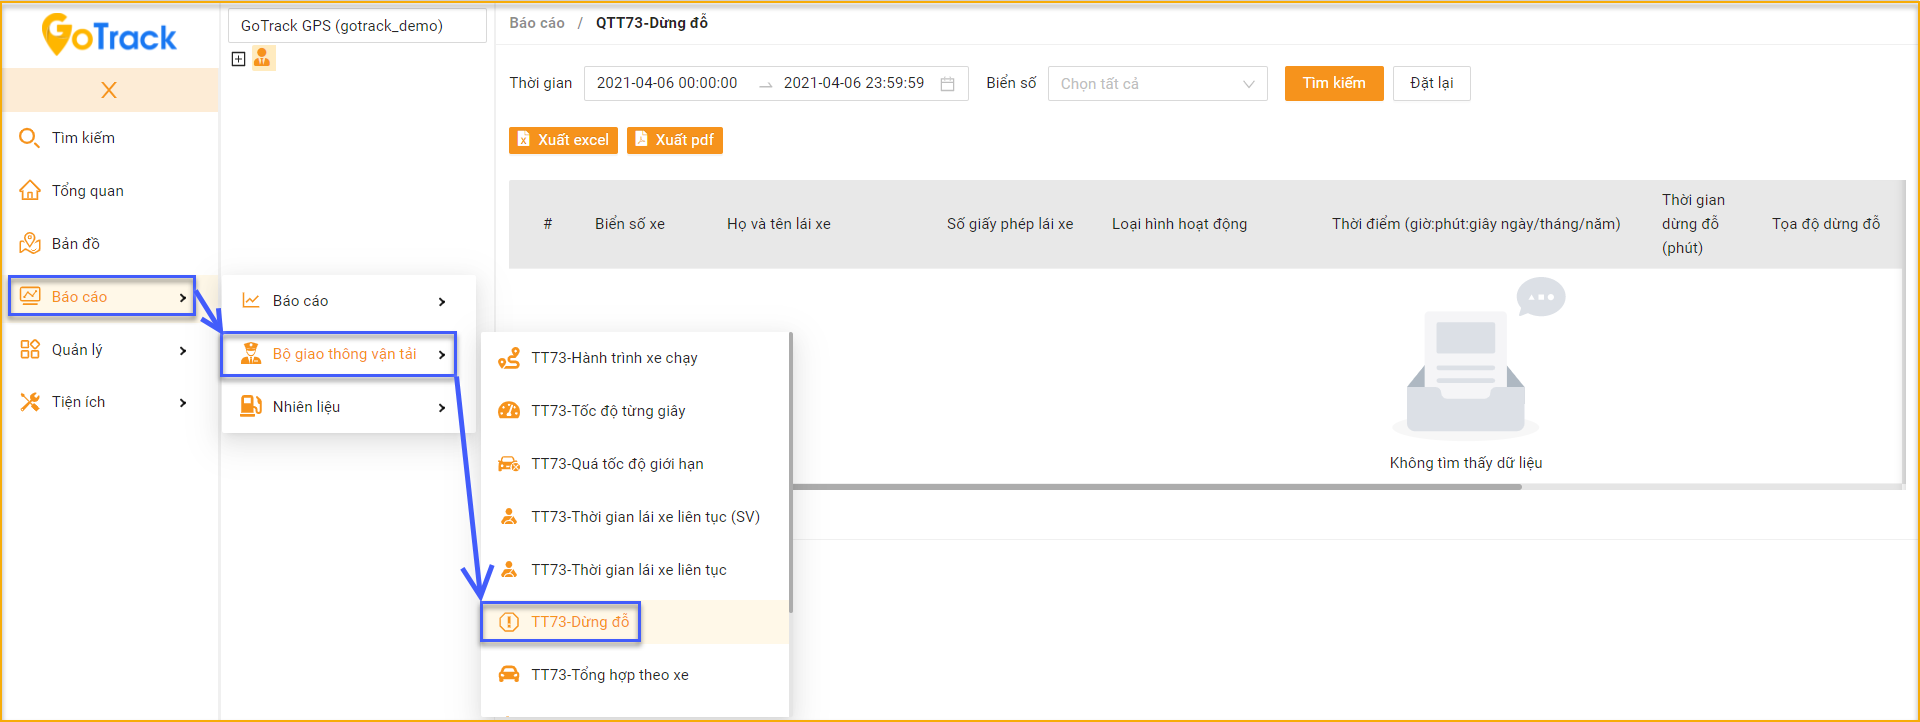 GoTrack
X
Tìm kiếm
Tổng quan
Bản đồ
Báo cáo
Quản lý
Tiện ích
GoTrack GPS (gotrack_demo)
Báo cáo
Bộ giao thông vận tải
Nhiên liệu
TT73-Hành trình xe chạy
TT73-Tốc độ từng giây
TT73-Quá tốc độ giới hạn
TT73-Thời gian lái xe liên tục (SV)
TT73-Thời gian lái xe liên tục
TT73-Dừng đỗ
TT73-Tổng hợp theo xe
Báo cáo / QTT73-Dừng đỗ
Thời gian 2021-04-06 00:00:00 → 2021-04-06 23:59:59 Biển số Chọn tất cả Tìm kiếm Đặt lại
Xuất excel Xuất pdf
# Biển số xe Họ và tên lái xe Số giấy phép lái xe Loại hình hoạt động Thời điểm (giờ:phút:giây ngày/tháng/năm) Thời gian dừng đỗ (phút) Tọa độ dừng đỗ
Không tìm thấy dữ liệu